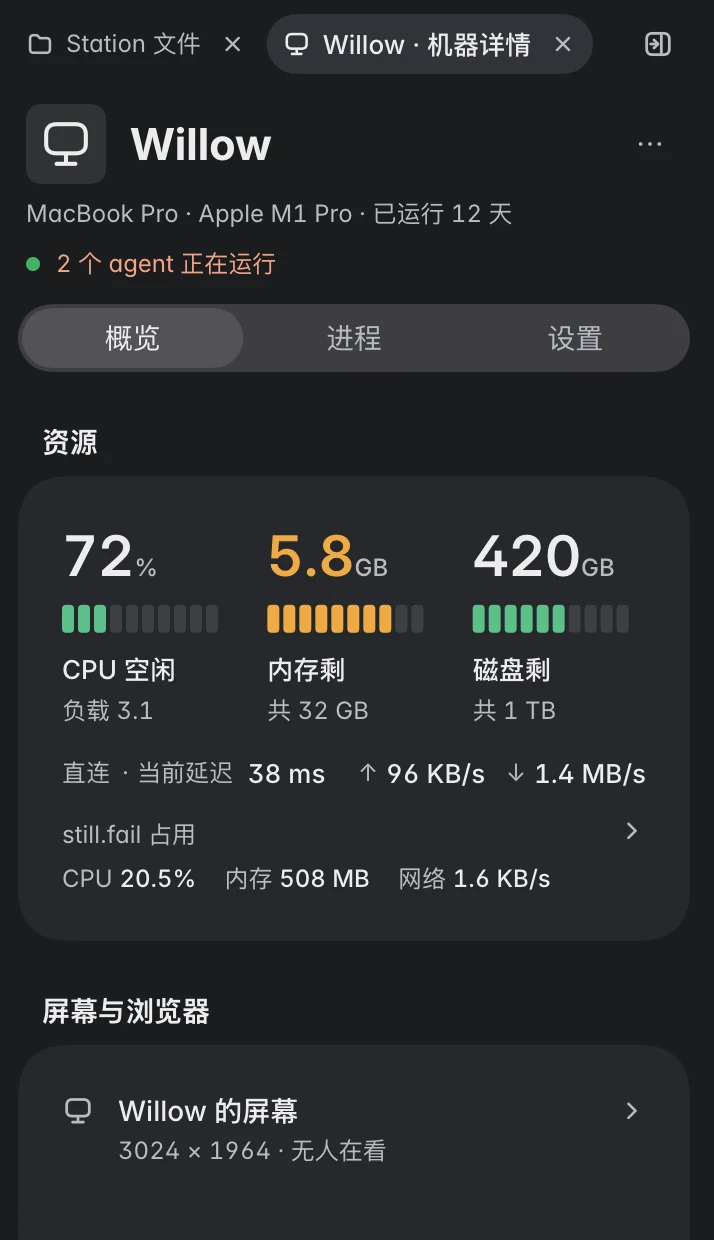 Station 文件
Willow · 机器详情
Willow
MacBook Pro · Apple M1 Pro · 已运行 12 天
2 个 agent 正在运行
概览 进程 设置
资源
72% 5.8GB 420GB
CPU 空闲 内存剩 磁盘剩
负载 3.1 共 32 GB 共 1 TB
直连 · 当前延迟 38 ms ↑ 96 KB/s ↓ 1.4 MB/s
still.fail 占用
CPU 20.5% 内存 508 MB 网络 1.6 KB/s
屏幕与浏览器
Willow 的屏幕
3024 × 1964 · 无人在看